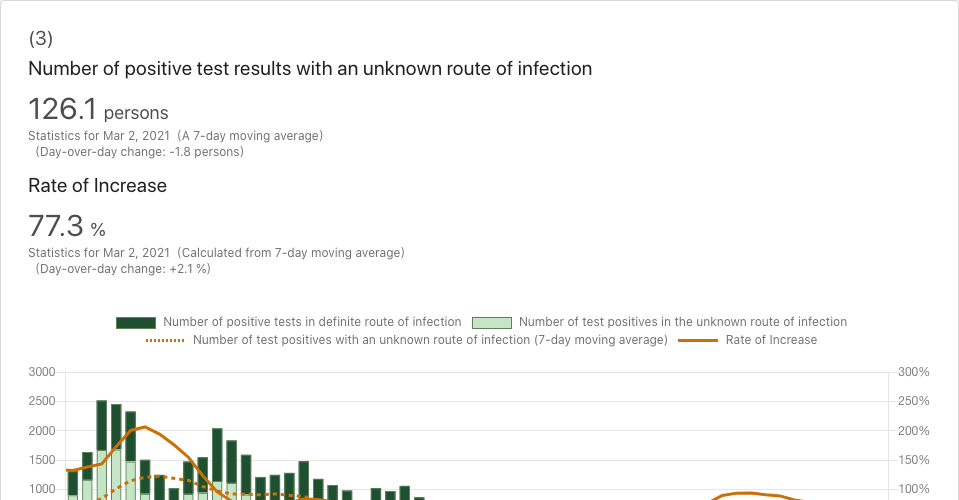 (3)
Number of positive test results with an unknown route of infection
126.1 persons
Statistics for Mar 2, 2021 (A 7-day moving average)
(Day-over-day change: -1.8 persons)
Rate of Increase
77.3 %
Statistics for Mar 2, 2021 (Calculated from 7-day moving average)
(Day-over-day change: +2.1 %)
Number of positive tests in definite route of infection Number of test positives in the unknown route of infection
Number of test positives with an unknown route of infection (7-day moving average) Rate of Increase
3000 300%
2500 250%
2000 200%
1500 150%
1000 100%